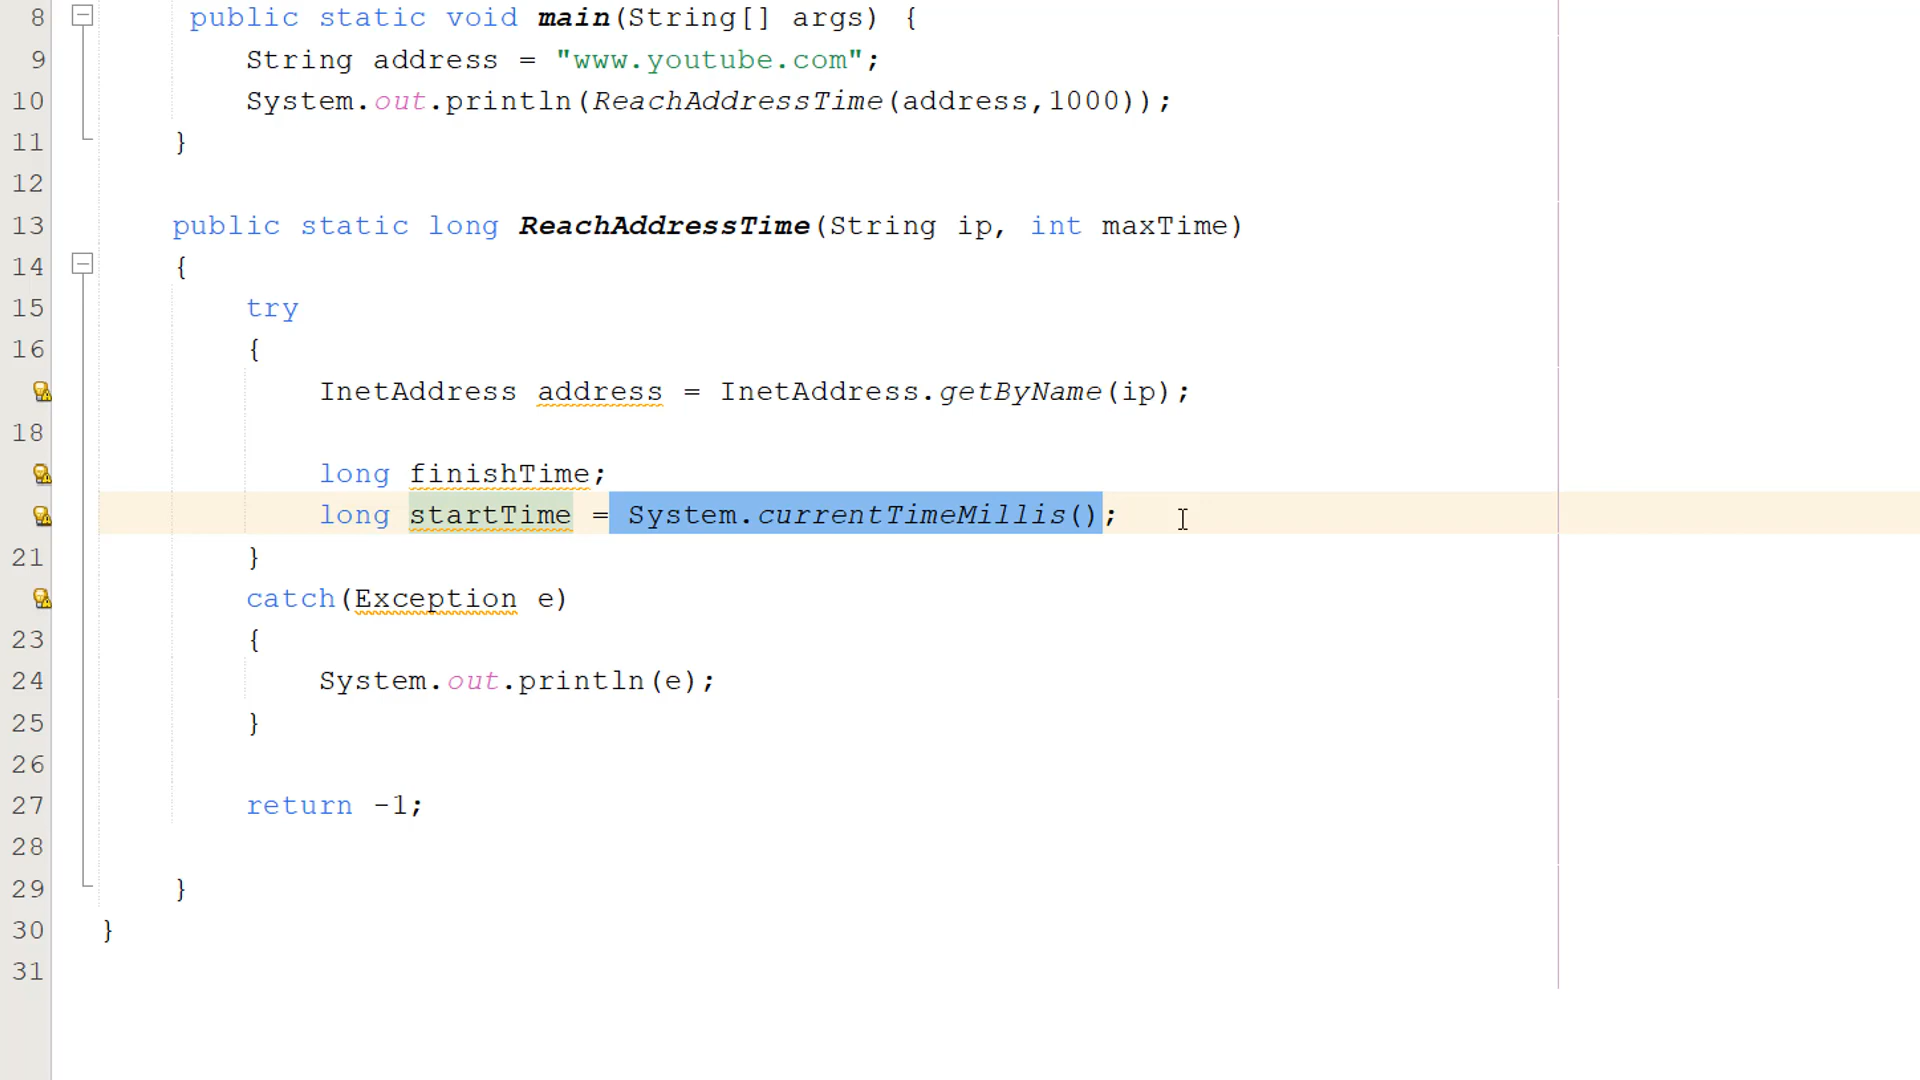 8 public static void main(String[] args) {
9 String address = "www.youtube.com";
10 System.out.println(ReachAddressTime(address,1000));
11 }
12
13 public static long ReachAddressTime(String ip, int maxTime)
14 {
15 try
16 {
InetAddress address = InetAddress.getByName(ip);
18
long finishTime;
long startTime = System.currentTimeMillis();
21 }
catch(Exception e)
23 {
24 System.out.println(e);
25 }
26
27 return -1;
28
29 }
30 }
31